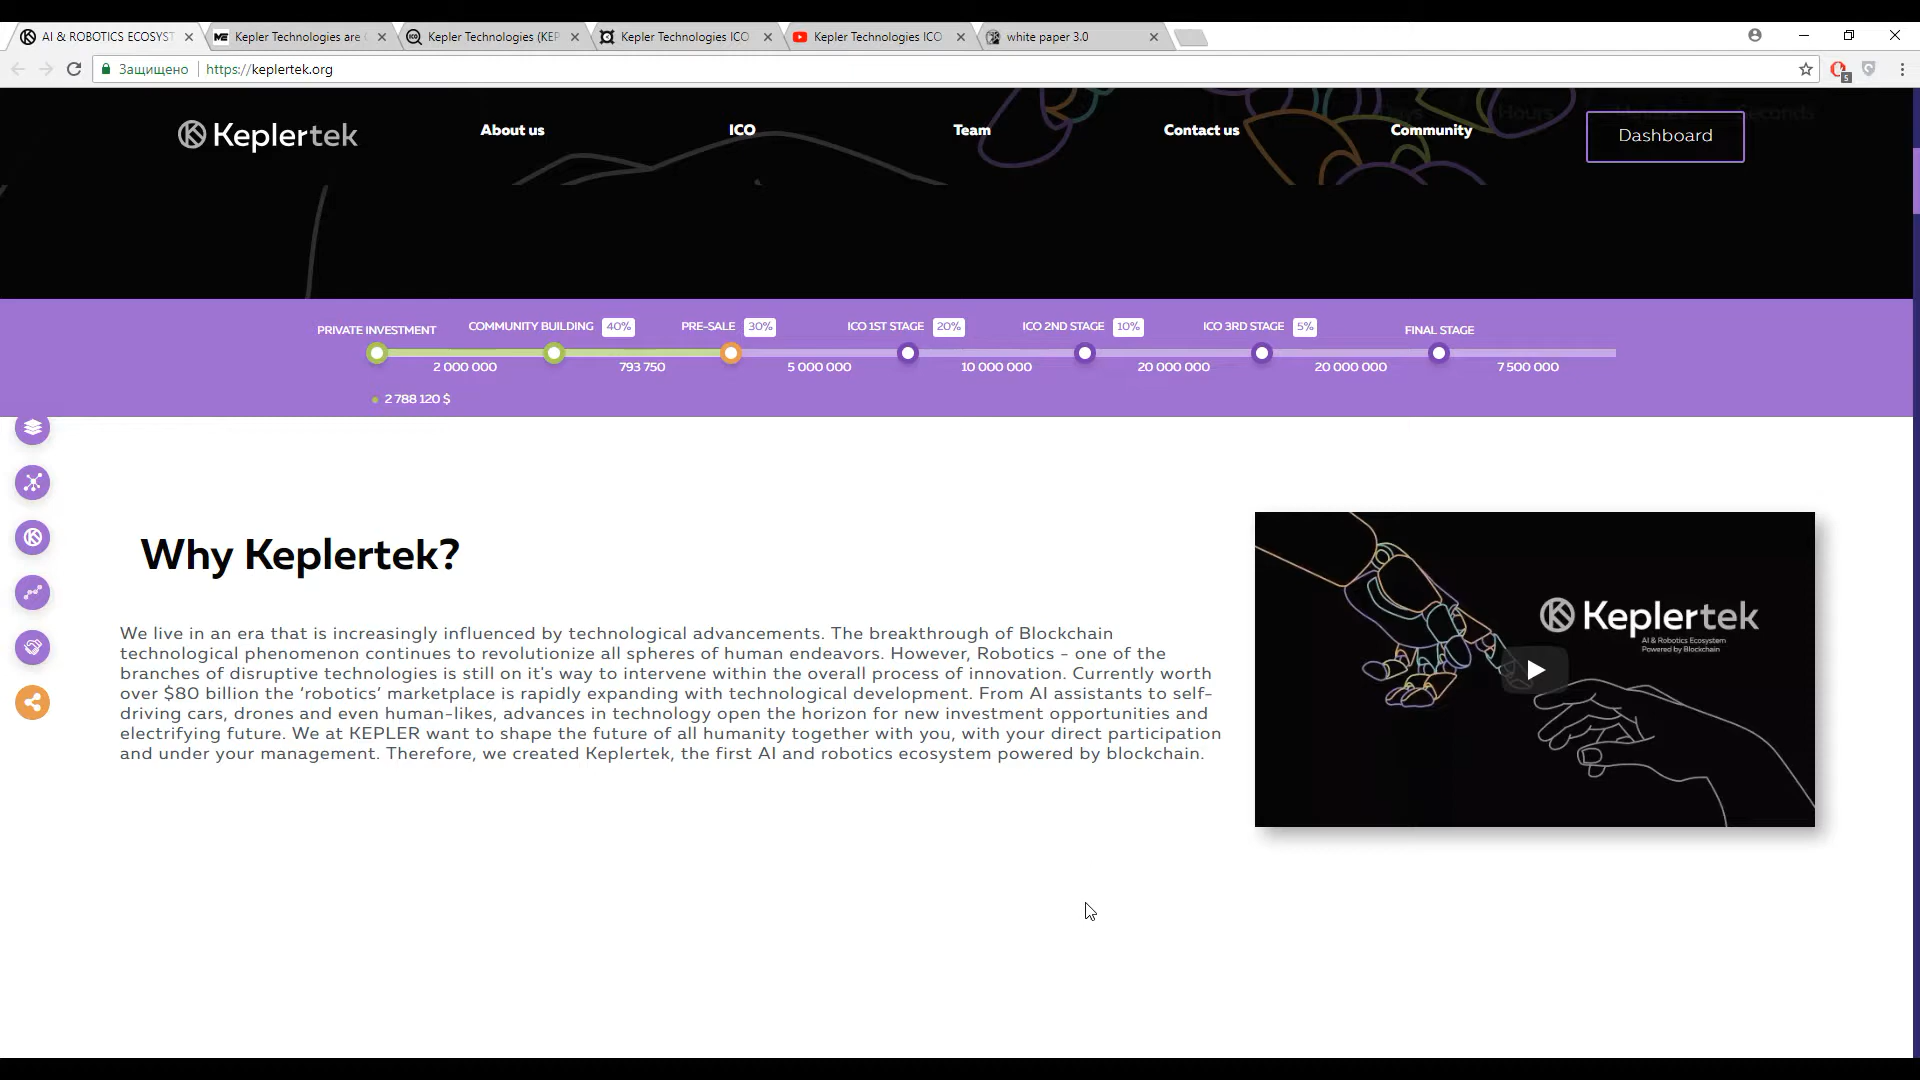 AI & ROBOTICS ECOSYST
Kepler Technologies are
Kepler Technologies (KEP
Kepler Technologies ICO
Kepler Technologies ICO
white paper 3.0
Защищено
https://keplertek.org
5
Keplertek
About us
ICO
Team
Contact us
Community
Dashboard
Hours
PRIVATE INVESTMENT
COMMUNITY BUILDING 40%
PRE-SALE 30%
ICO 1ST STAGE 20%
ICO 2ND STAGE 10%
ICO 3RD STAGE 5%
FINAL STAGE
2 000 000
793 750
5 000 000
10 000 000
20 000 000
20 000 000
7 500 000
2 788 120 $
Why Keplertek?
We live in an era that is increasingly influenced by technological advancements. The breakthrough of Blockchain
technological phenomenon continues to revolutionize all spheres of human endeavors. However, Robotics - one of the
branches of disruptive technologies is still on it's way to intervene within the overall process of innovation. Currently worth
over $80 billion the ‘robotics’ marketplace is rapidly expanding with technological development. From AI assistants to self-
driving cars, drones and even human-likes, advances in technology open the horizon for new investment opportunities and
electrifying future. We at KEPLER want to shape the future of all humanity together with you, with your direct participation
and under your management. Therefore, we created Keplertek, the first AI and robotics ecosystem powered by blockchain.
Keplertek
AI & Robotics Ecosystem
Powered by Blockchain